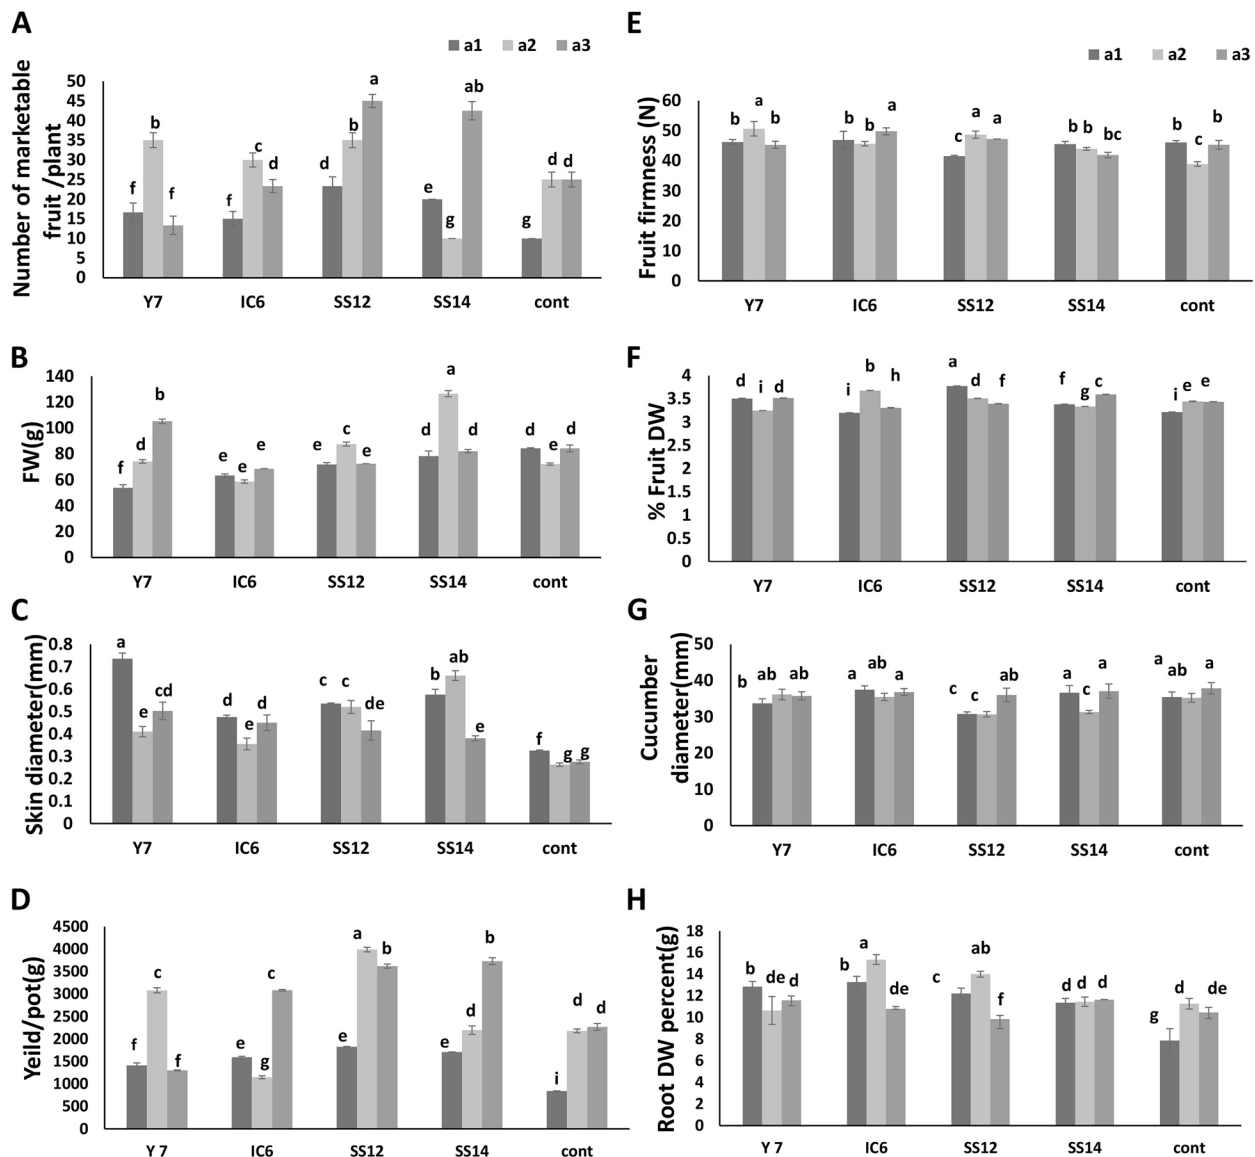 A
a1 a2 a3
Number of marketable
fruit /plant
50
45
40
35
30
25
20
15
10
5
0
f b f
f c d
d b a
e g ab
g d d
Y7 IC6 SS12 SS14 cont
B
FW(g)
140
120
100
80
60
40
20
0
f d b
e e e
e c e
d a d
d e d
Y7 IC6 SS12 SS14 cont
C
Skin diameter(mm)
0.8
0.7
0.6
0.5
0.4
0.3
0.2
0.1
0
a e cd
d e d
c c de
b ab e
f g g
Y7 IC6 SS12 SS14 cont
D
Yeild/pot(g)
4500
4000
3500
3000
2500
2000
1500
1000
500
0
f c f
e g c
e a b
e d b
i d d
Y 7 IC6 SS12 SS14 cont
E
a1 a2 a3
Fruit firmness (N)
60
50
40
30
20
10
0
b a b
b b a
c a a
b b bc
b c b
Y7 IC6 SS12 SS14 cont
F
% Fruit DW
4
3.5
3
2.5
2
1.5
1
0.5
0
d i d
i b h
a d f
f g c
i e e
Y7 IC6 SS12 SS14 cont
G
Cucumber
diameter(mm)
50
40
30
20
10
0
b ab ab
a ab a
c c ab
a c a
a ab a
Y7 IC6 SS12 SS14 cont
H
Root DW percent(g)
18
16
14
12
10
8
6
4
2
0
b de d
b a de
c ab f
d d d
g d de
Y 7 IC6 SS12 SS14 cont